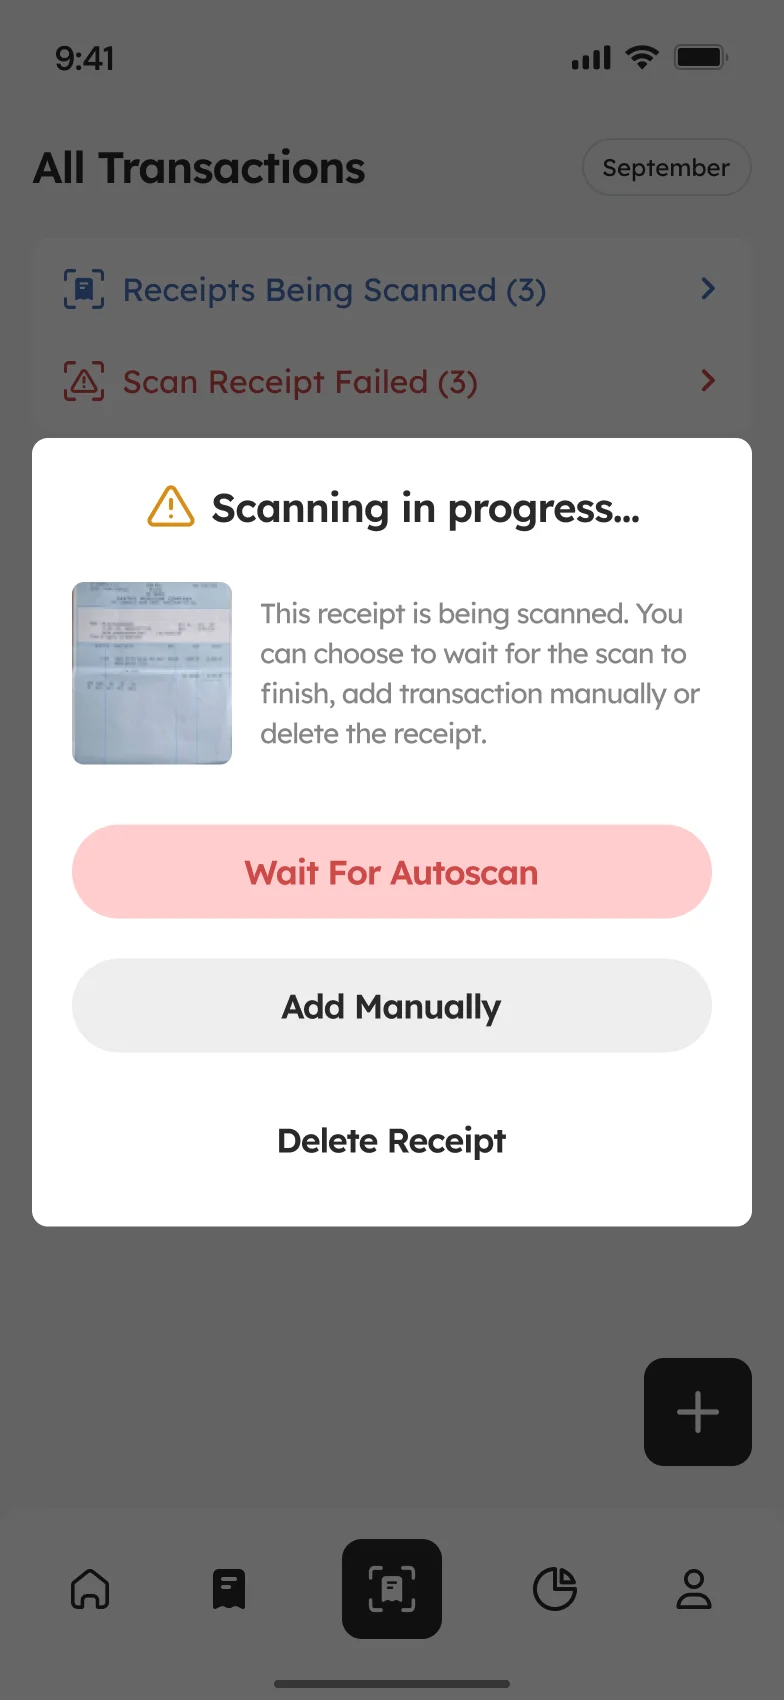 9:41
All Transactions
September
Receipts Being Scanned (3)
Scan Receipt Failed (3)
Scanning in progress...
This receipt is being scanned. You
can choose to wait for the scan to
finish, add transaction manually or
delete the receipt.
Wait For Autoscan
Add Manually
Delete Receipt